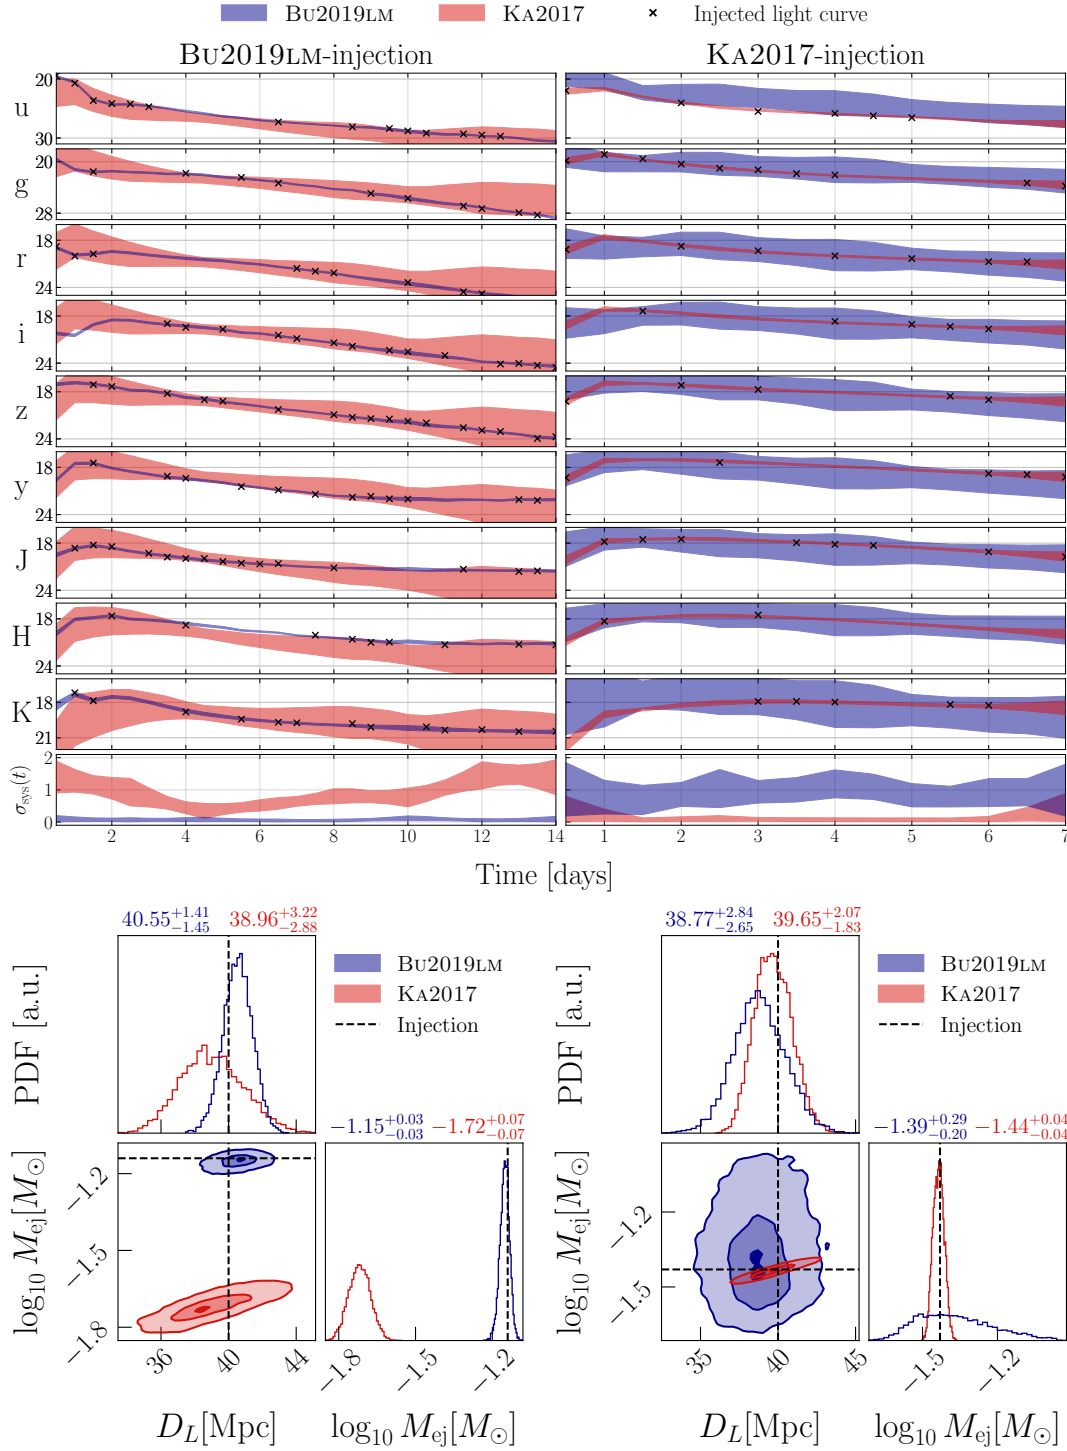 BU2019LM KA2017 × Injected light curve
BU2019LM-injection KA2017-injection
u 20 30
g 20 28
r 18 24
i 18 24
z 18 24
y 18 24
J 18 24
H 18 24
K 18 21
σsys(t) 2 1 0
2 4 6 8 10 12 14 1 2 3 4 5 6 7
Time [days]
40.55+1.41−1.45 38.96+3.22−2.88
PDF [a.u.]
BU2019LM
KA2017
Injection
−1.15+0.03−0.03 −1.72+0.07−0.07
log10 Mej[M⊙]
−1.2
−1.5
−1.8
36 40 44
−1.8 −1.5 −1.2
DL[Mpc] log10 Mej[M⊙]
38.77+2.84−2.65 39.65+2.07−1.83
PDF [a.u.]
BU2019LM
KA2017
Injection
−1.39+0.29−0.20 −1.44+0.04−0.04
log10 Mej[M⊙]
−1.2
−1.5
35 40 45
−1.5 −1.2
DL[Mpc] log10 Mej[M⊙]